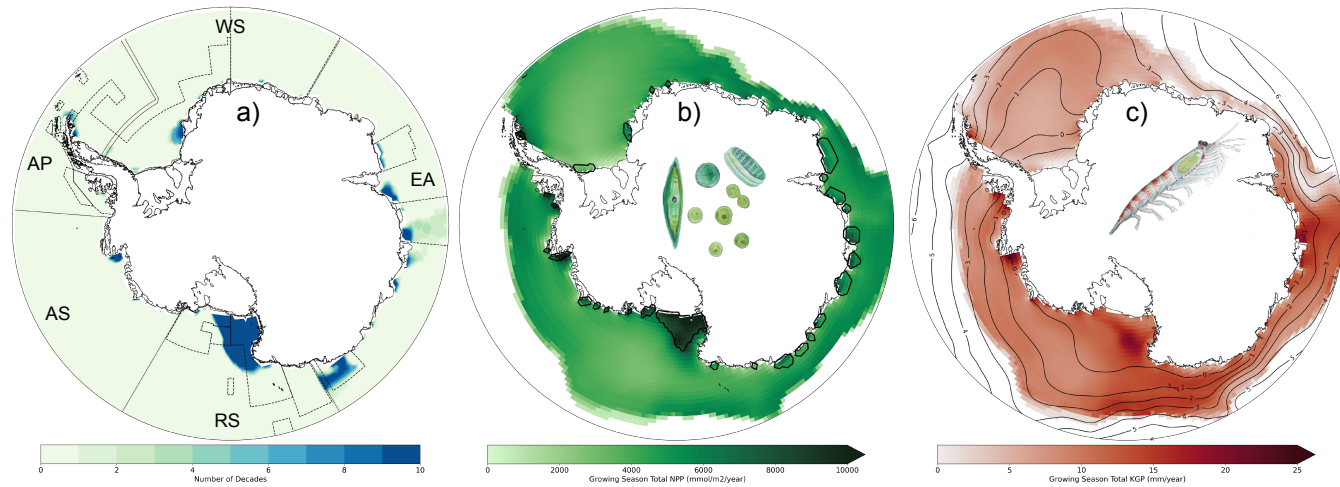 WS
a)
AP
EA
AS
RS
0 2 4 6 8 10
Number of Decades
b)
0 2000 4000 6000 8000 10000
Growing Season Total NPP (mmol/m2/year)
c)
0 5 10 15 20 25
Growing Season Total KGP (mm/year)